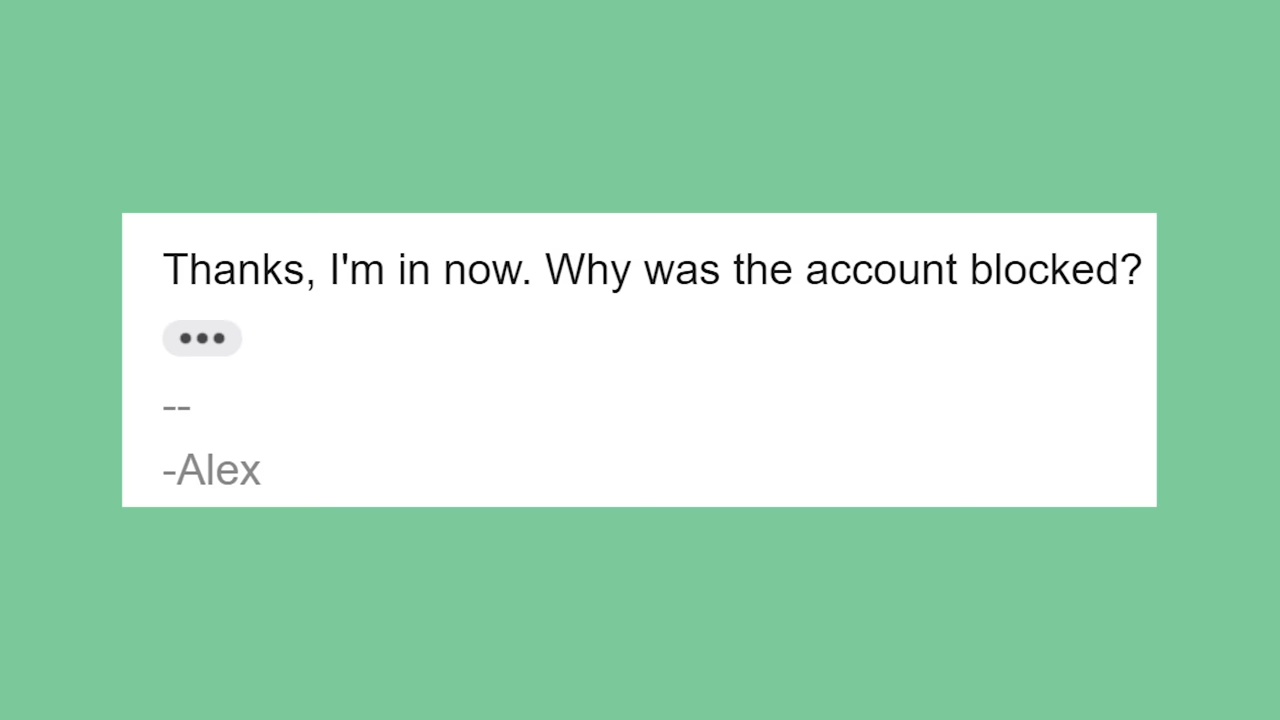 Thanks, I'm in now. Why was the account blocked?
•••
--
-Alex